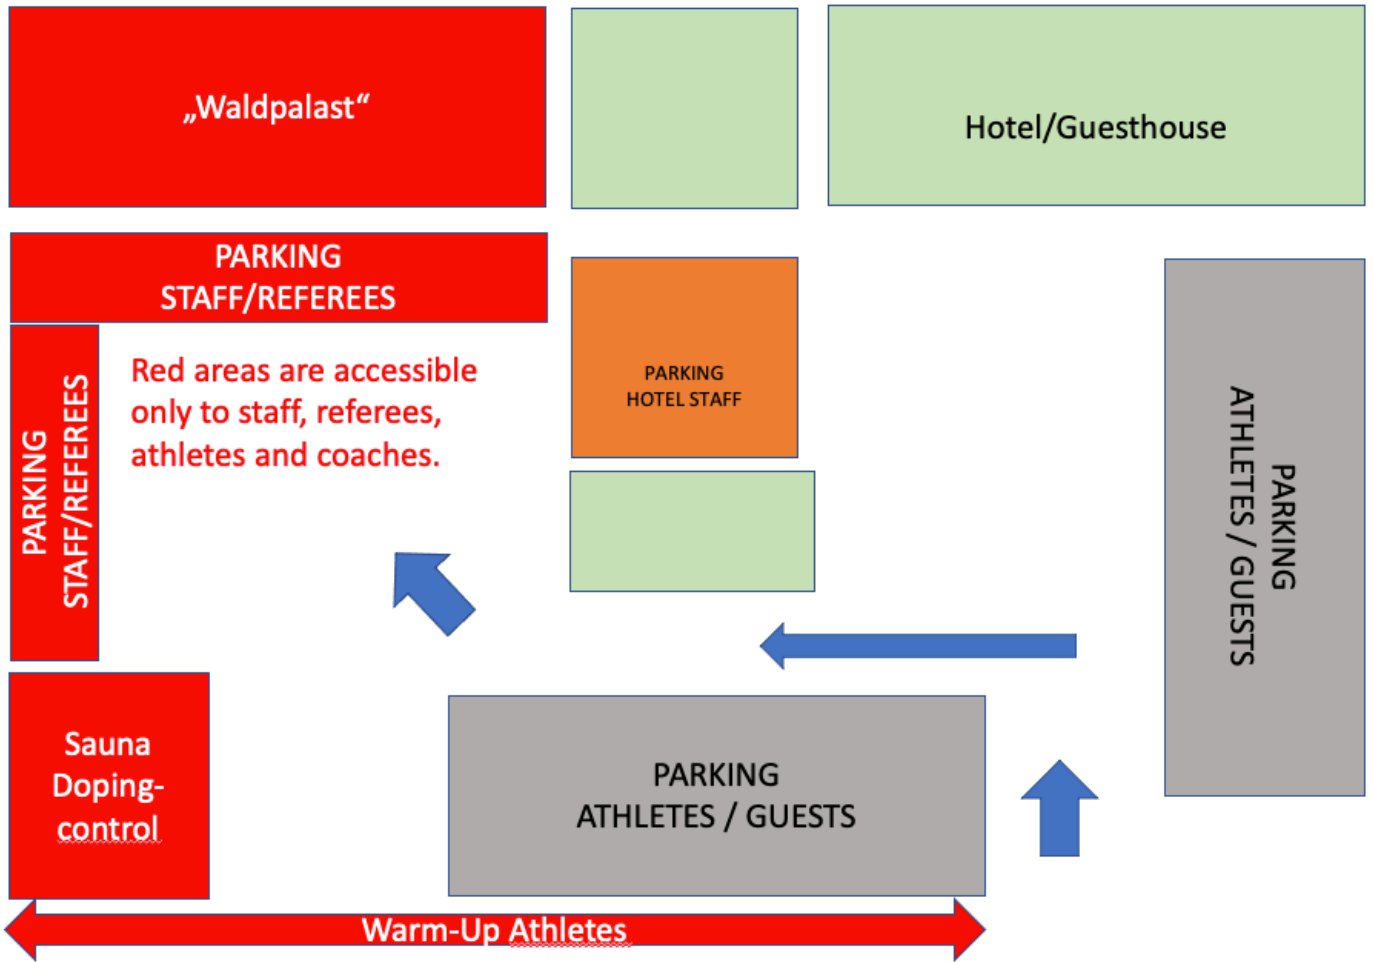 „Waldpalast“
Hotel/Guesthouse
PARKING
STAFF/REFEREES
PARKING
STAFF/REFEREES
Red areas are accessible
only to staff, referees,
athletes and coaches.
PARKING
HOTEL STAFF
PARKING
ATHLETES / GUESTS
Sauna
Doping-
control
PARKING
ATHLETES / GUESTS
Warm-Up Athletes